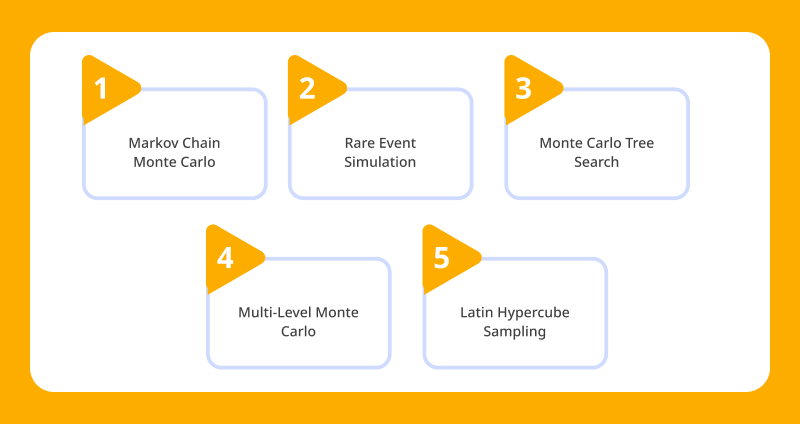 1
Markov Chain
Monte Carlo
2
Rare Event
Simulation
3
Monte Carlo Tree
Search
4
Multi-Level Monte
Carlo
5
Latin Hypercube
Sampling